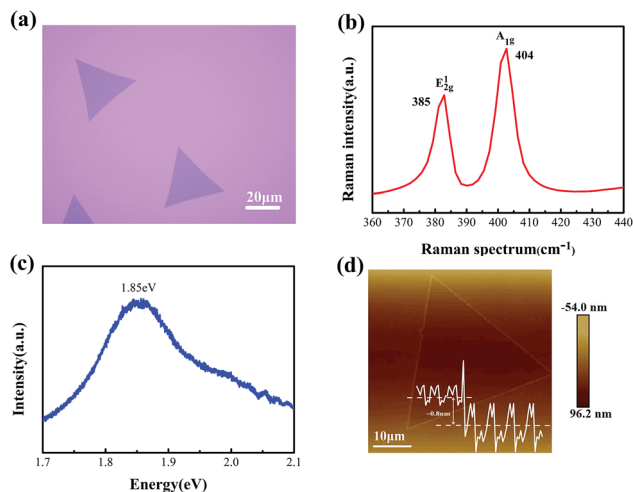 (a)
20μm
(b)
Raman intensity(a.u.)
A1g
404
E12g
385
360 370 380 390 400 410 420 430 440
Raman spectrum(cm-1)
(c)
Intensity(a.u.)
1.85eV
1.7 1.8 1.9 2.0 2.1
Energy(eV)
(d)
~0.8nm
10μm
-54.0 nm
96.2 nm